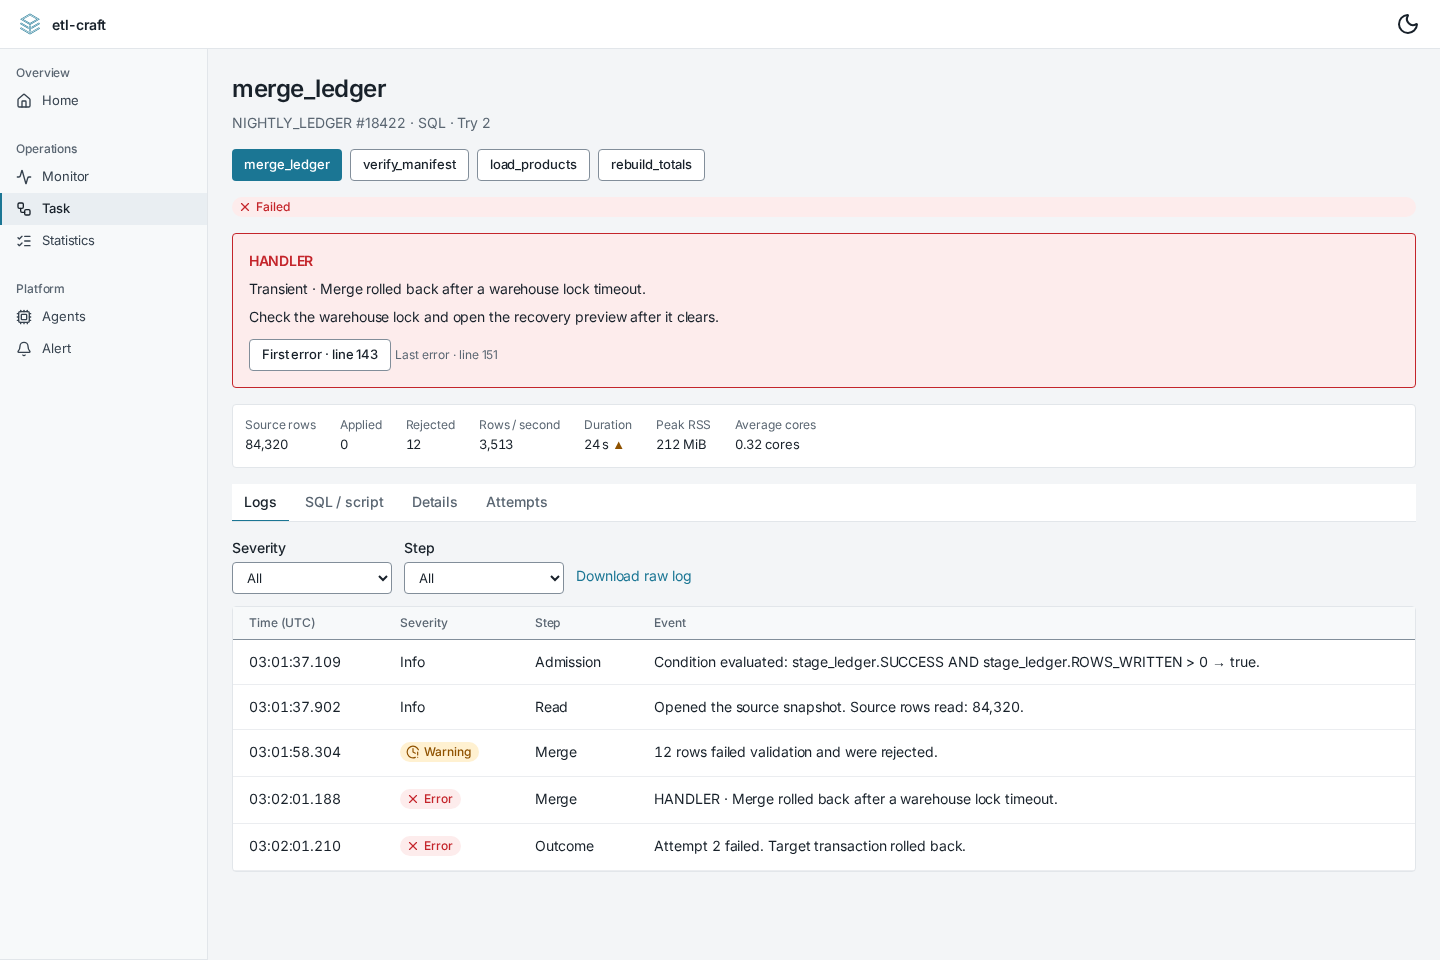 etl-craft
Overview
Home
Operations
Monitor
Task
Statistics
Platform
Agents
Alert
merge_ledger
NIGHTLY_LEDGER #18422 · SQL · Try 2
merge_ledger verify_manifest load_products rebuild_totals
Failed
HANDLER
Transient · Merge rolled back after a warehouse lock timeout.
Check the warehouse lock and open the recovery preview after it clears.
First error · line 143 Last error · line 151
Source rows Applied Rejected Rows / second Duration Peak RSS Average cores
84,320 0 12 3,513 24 s ▲ 212 MiB 0.32 cores
Logs SQL / script Details Attempts
Severity Step
All All Download raw log
Time (UTC) Severity Step Event
03:01:37.109 Info Admission Condition evaluated: stage_ledger.SUCCESS AND stage_ledger.ROWS_WRITTEN > 0 → true.
03:01:37.902 Info Read Opened the source snapshot. Source rows read: 84,320.
03:01:58.304 Warning Merge 12 rows failed validation and were rejected.
03:02:01.188 Error Merge HANDLER · Merge rolled back after a warehouse lock timeout.
03:02:01.210 Error Outcome Attempt 2 failed. Target transaction rolled back.